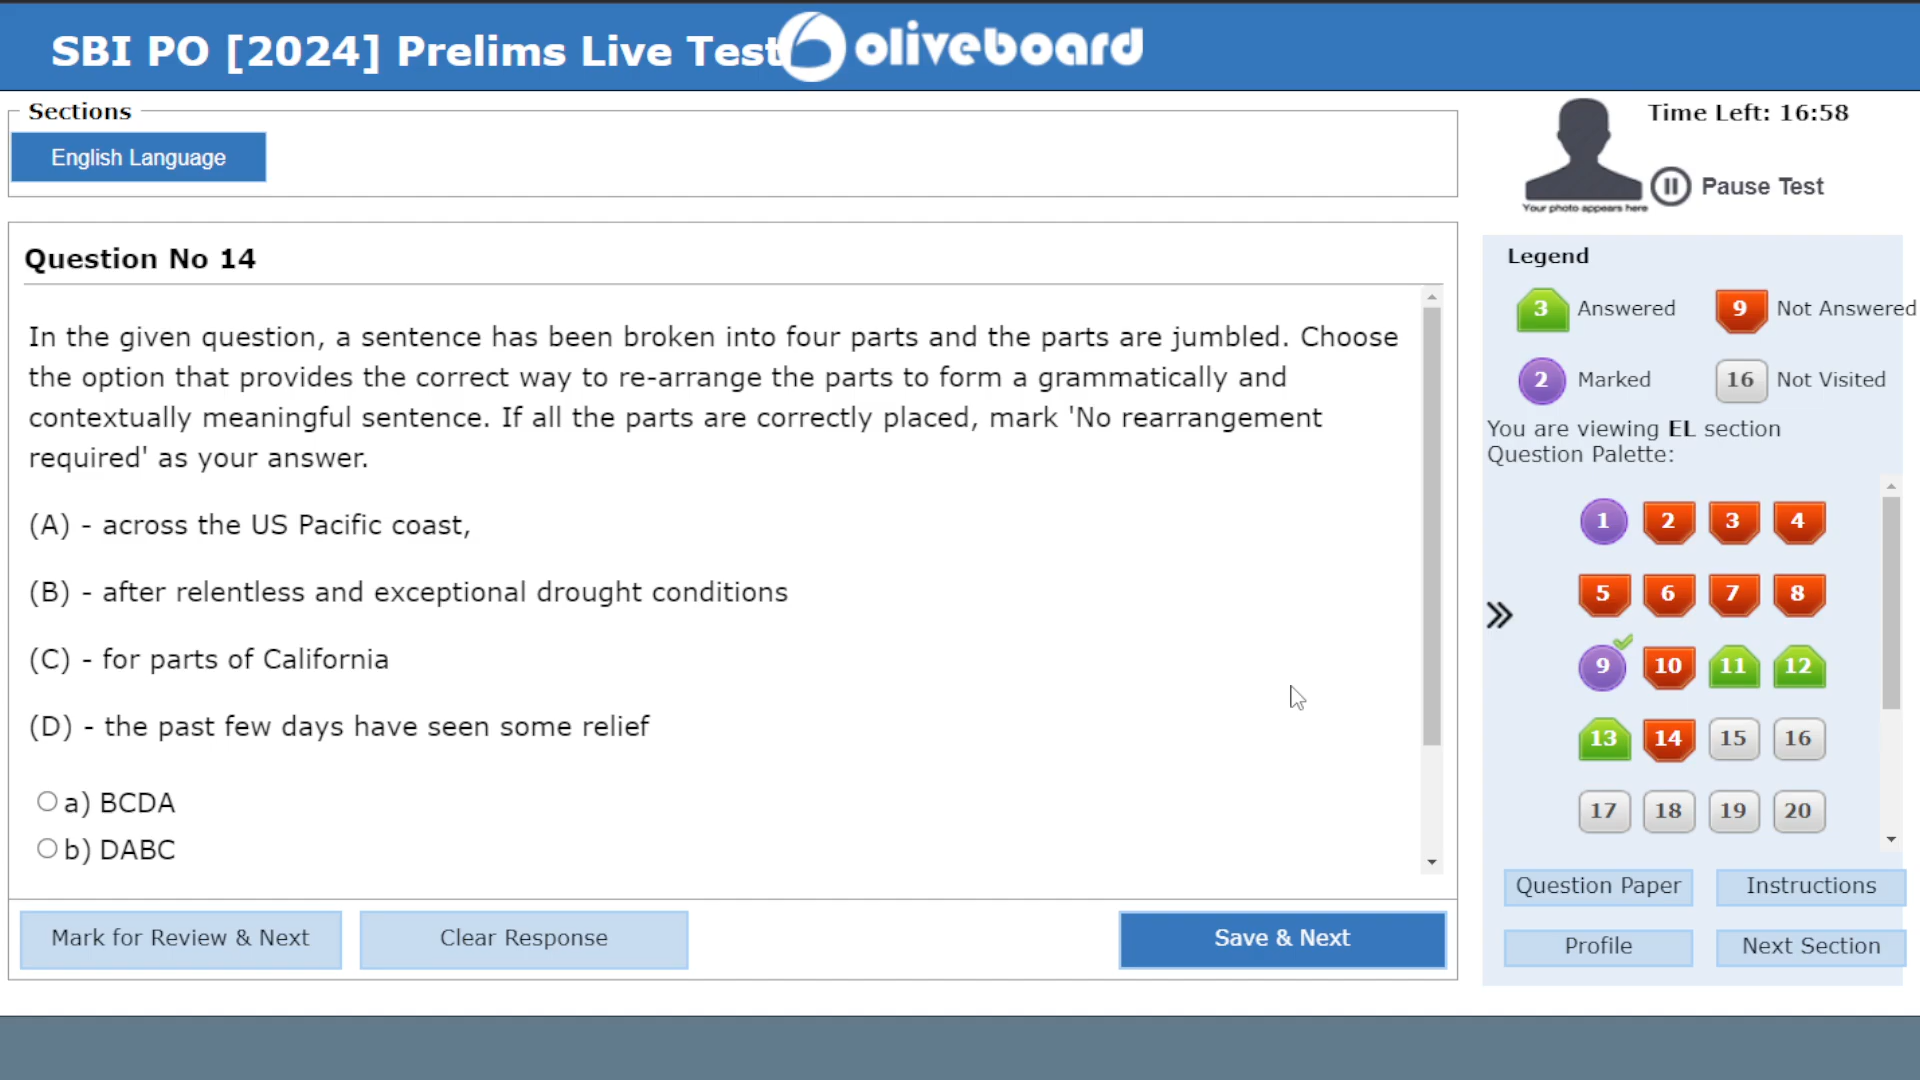 SBI PO [2024] Prelims Live Test
oliveboard
Sections
English Language
Time Left: 16:58
Your photo appears here
Pause Test
Question No 14
In the given question, a sentence has been broken into four parts and the parts are jumbled. Choose
the option that provides the correct way to re-arrange the parts to form a grammatically and
contextually meaningful sentence. If all the parts are correctly placed, mark 'No rearrangement
required' as your answer.
(A) - across the US Pacific coast,
(B) - after relentless and exceptional drought conditions
(C) - for parts of California
(D) - the past few days have seen some relief
a) BCDA
b) DABC
Mark for Review & Next
Clear Response
Save & Next
Legend
3 Answered
9 Not Answered
2 Marked
16 Not Visited
You are viewing EL section
Question Palette:
1 2 3 4
5 6 7 8
9 10 11 12
13 14 15 16
17 18 19 20
Question Paper
Instructions
Profile
Next Section